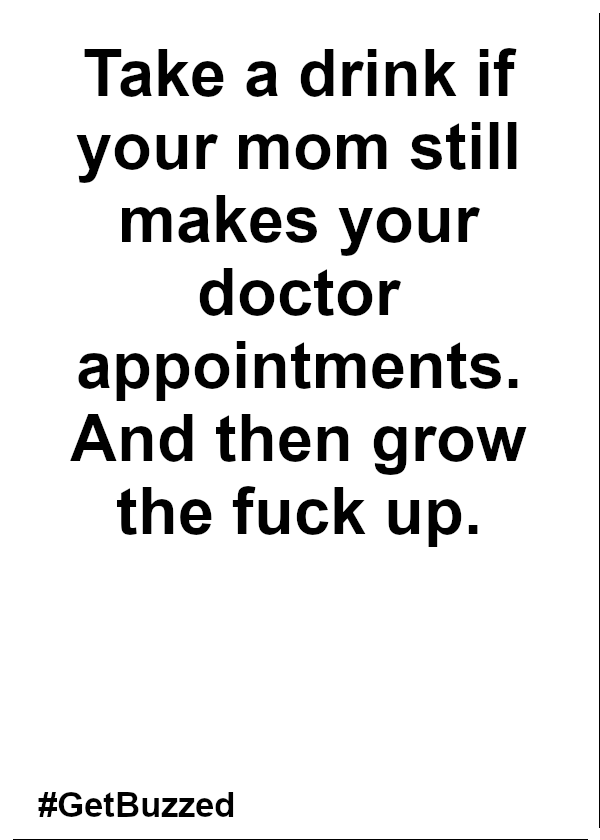 Take a drink if
your mom still
makes your
doctor
appointments.
And then grow
the fuck up.
#GetBuzzed